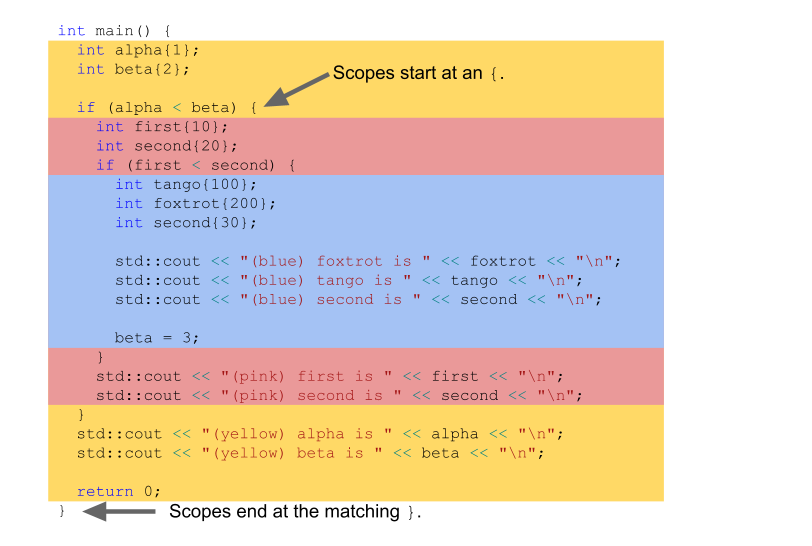 int main() {
  int alpha{1};
  int beta{2};
Scopes start at an {.
  if (alpha < beta) {
    int first{10};
    int second{20};
    if (first < second) {
      int tango{100};
      int foxtrot{200};
      int second{30};

      std::cout << "(blue) foxtrot is " << foxtrot << "\n";
      std::cout << "(blue) tango is " << tango << "\n";
      std::cout << "(blue) second is " << second << "\n";

      beta = 3;
    }
    std::cout << "(pink) first is " << first << "\n";
    std::cout << "(pink) second is " << second << "\n";
  }
  std::cout << "(yellow) alpha is " << alpha << "\n";
  std::cout << "(yellow) beta is " << beta << "\n";

  return 0;
} Scopes end at the matching }.